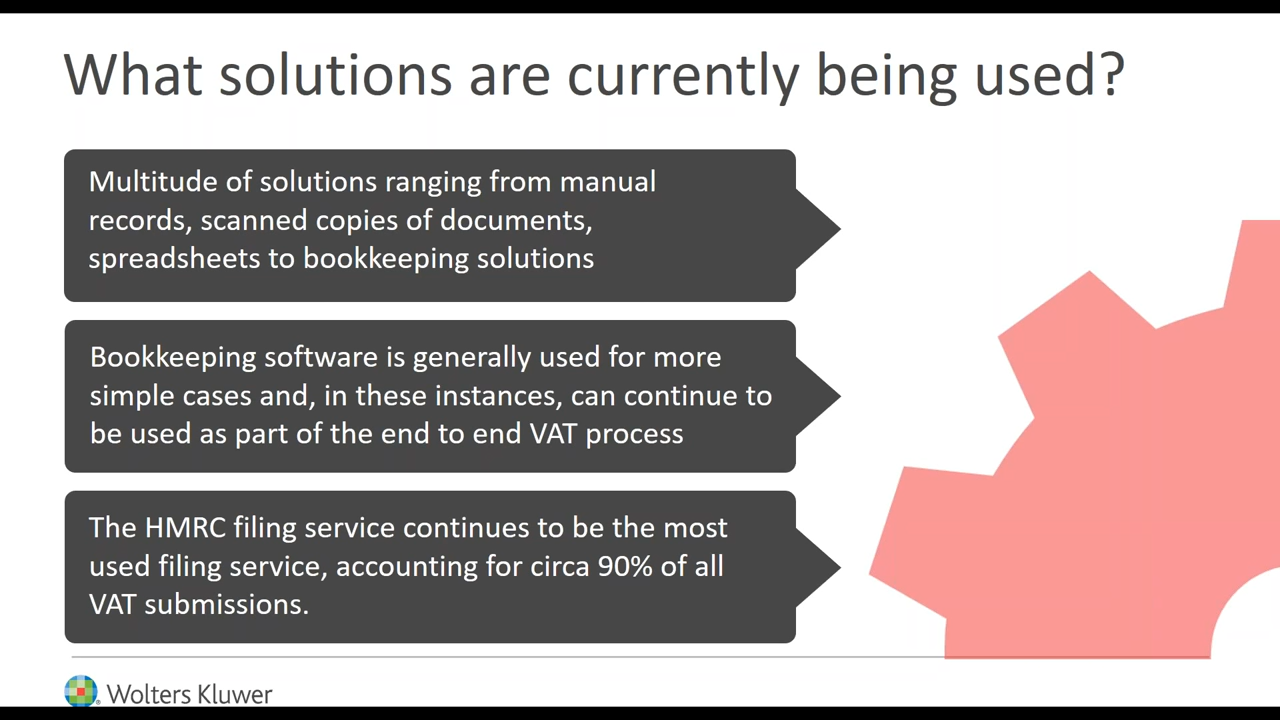 What solutions are currently being used?
Multitude of solutions ranging from manual
records, scanned copies of documents,
spreadsheets to bookkeeping solutions
Bookkeeping software is generally used for more
simple cases and, in these instances, can continue to
be used as part of the end to end VAT process
The HMRC filing service continues to be the most
used filing service, accounting for circa 90% of all
VAT submissions.
Wolters Kluwer